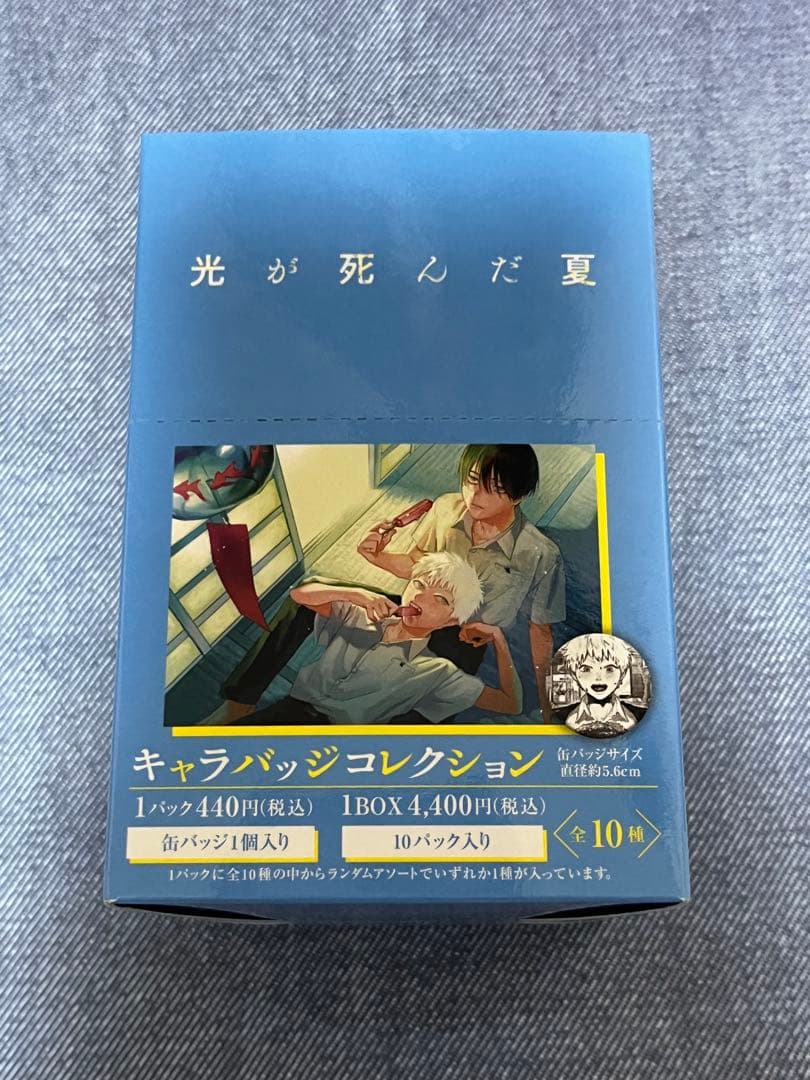 光が死んだ夏
キャラバッジコレクション
缶バッジサイズ
直径約5.6cm
1パック440円(税込)
1BOX 4,400円(税込)
缶バッジ1個入り
10パック入り
全10種
1パックに全10種の中からランダムアソートでいずれか1種が入っています。